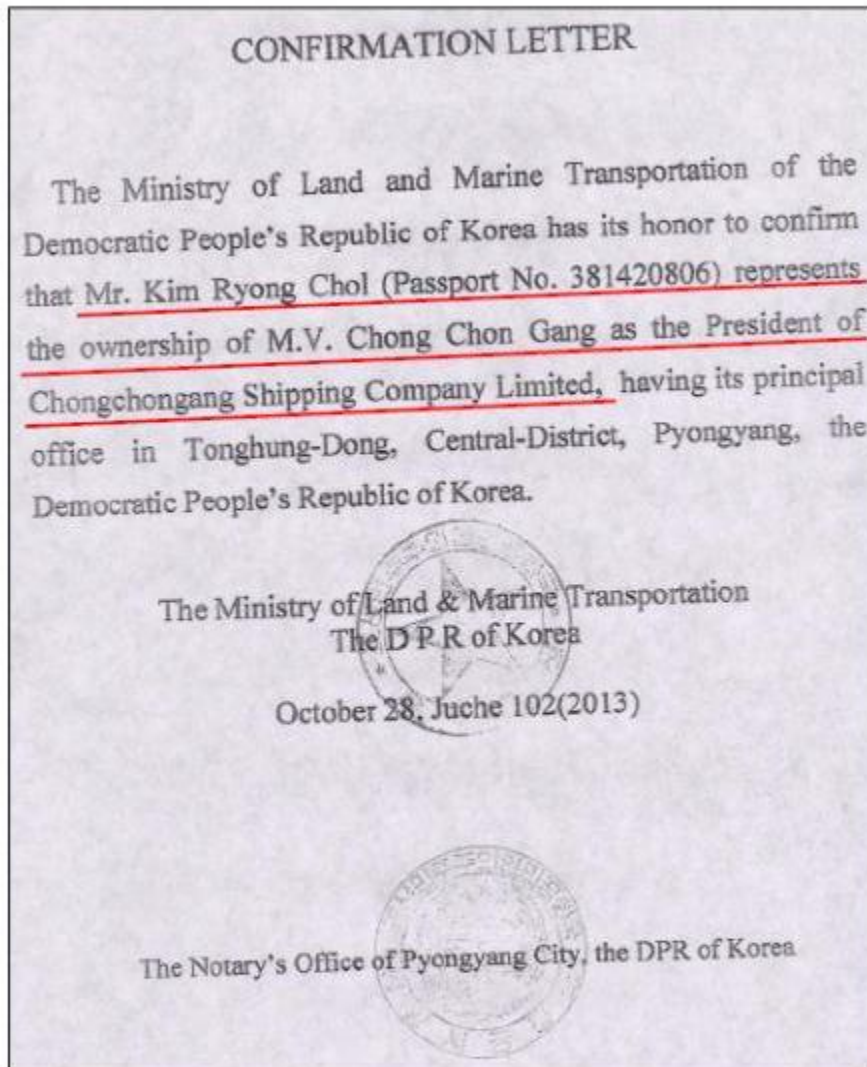 CONFIRMATION LETTER
The Ministry of Land and Marine Transportation of the
Democratic People's Republic of Korea has its honor to confirm
that Mr. Kim Ryong Chol (Passport No. 381420806) represents
the ownership of M.V. Chong Chon Gang as the President of
Chongchongang Shipping Company Limited, having its principal
office in Tonghung-Dong, Central-District, Pyongyang, the
Democratic People's Republic of Korea.
The Ministry of Land & Marine Transportation
The D P R of Korea
October 28, Juche 102(2013)
The Notary's Office of Pyongyang City, the DPR of Korea